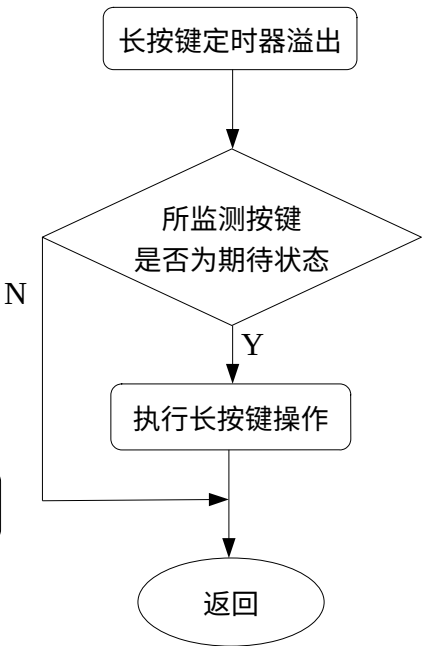 长按键定时器溢出
所监测按键
是否为期待状态
N
Y
执行长按键操作
返回